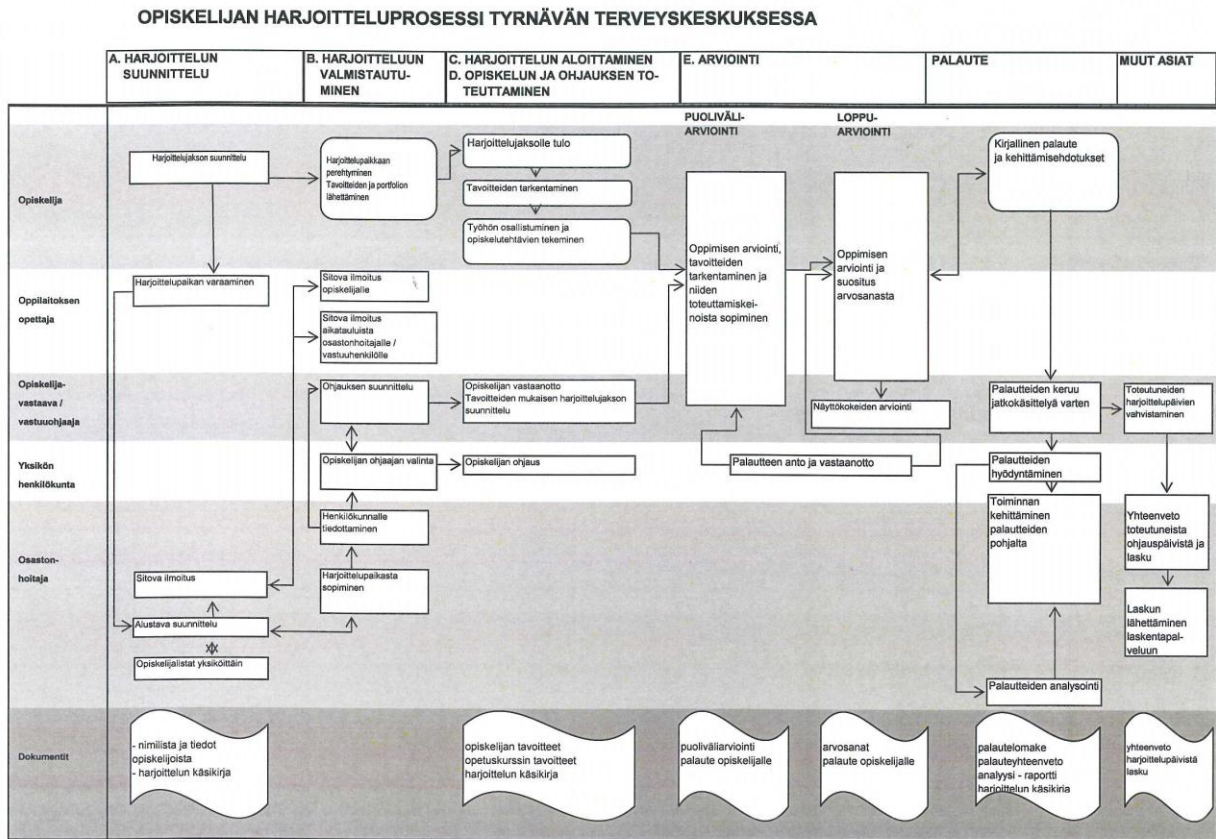 OPISKELIJAN HARJOITTELUPROSESSI TYRNÄVÄN TERVEYSKESKUKSESSA
A. HARJOITTELUN
SUUNNITTELU
B. HARJOITTELUUN
VALMISTAUTU-
MINEN
C. HARJOITTELUN ALOITTAMINEN
D. OPISKELUN JA OHJAUKSEN TO-
TEUTTAMINEN
E. ARVIOINTI
PALAUTE
MUUT ASIAT
PUOLIVÄLI-
ARVIOINTI
LOPPU-
ARVIOINTI
Opiskelija
Harjoittelujakson suunnittelu
Harjoittelupaikkaan
perehtyminen
Tavoitteiden ja portfolion
lähettäminen
Harjoittelujaksolle tulo
Tavoitteiden tarkentaminen
Työhön osallistuminen ja
opiskelutehtävien tekeminen
Oppimisen arviointi,
tavoitteiden
tarkentaminen ja
niiden
toteuttamiskei-
noista sopiminen
Oppimisen
arviointi ja
suositus
arvosanasta
Kirjallinen palaute
ja kehittämisehdotukset
Oppilaitoksen
opettaja
Harjoittelupaikan varaaminen
Sitova ilmoitus
opiskelijalle
Sitova ilmoitus
aikatauluista
osastonhoitajalle /
vastuuhenkilölle
Opiskelija-
vastaava /
vastuuohjaaja
Ohjauksen suunnittelu
Opiskelijan vastaanotto
Tavoitteiden mukaisen harjoittelujakson
suunnittelu
Näyttökokeiden arviointi
Palautteiden keruu
jatkokäsittelyä varten
Toteutuneiden
harjoittelupäivien
vahvistaminen
Yksikön
henkilökunta
Opiskelijan ohjaajan valinta
Opiskelijan ohjaus
Palautteen anto ja vastaanotto
Palautteiden
hyödyntäminen
Osaston-
hoitaja
Henkilökunnalle
tiedottaminen
Toiminnan
kehittäminen
palautteiden
pohjalta
Yhteenveto
toteutuneista
ohjauspäivistä ja
lasku
Sitova ilmoitus
Harjoittelupaikasta
sopiminen
Alustava suunnittelu
Laskun
lähettäminen
laskentapal-
veluun
Opiskelijalistat yksiköittäin
Palautteiden analysointi
Dokumentit
- nimilista ja tiedot
opiskelijoista
- harjoittelun käsikirja
opiskelijan tavoitteet
opetuskurssin tavoitteet
harjoittelun käsikirja
puoliväliarviointi
palaute opiskelijalle
arvosanat
palaute opiskelijalle
palautelomake
palauteyhteenveto
analyysi - raportti
harjoittelun käsikirja
yhteenveto
harjoittelupäivistä
lasku